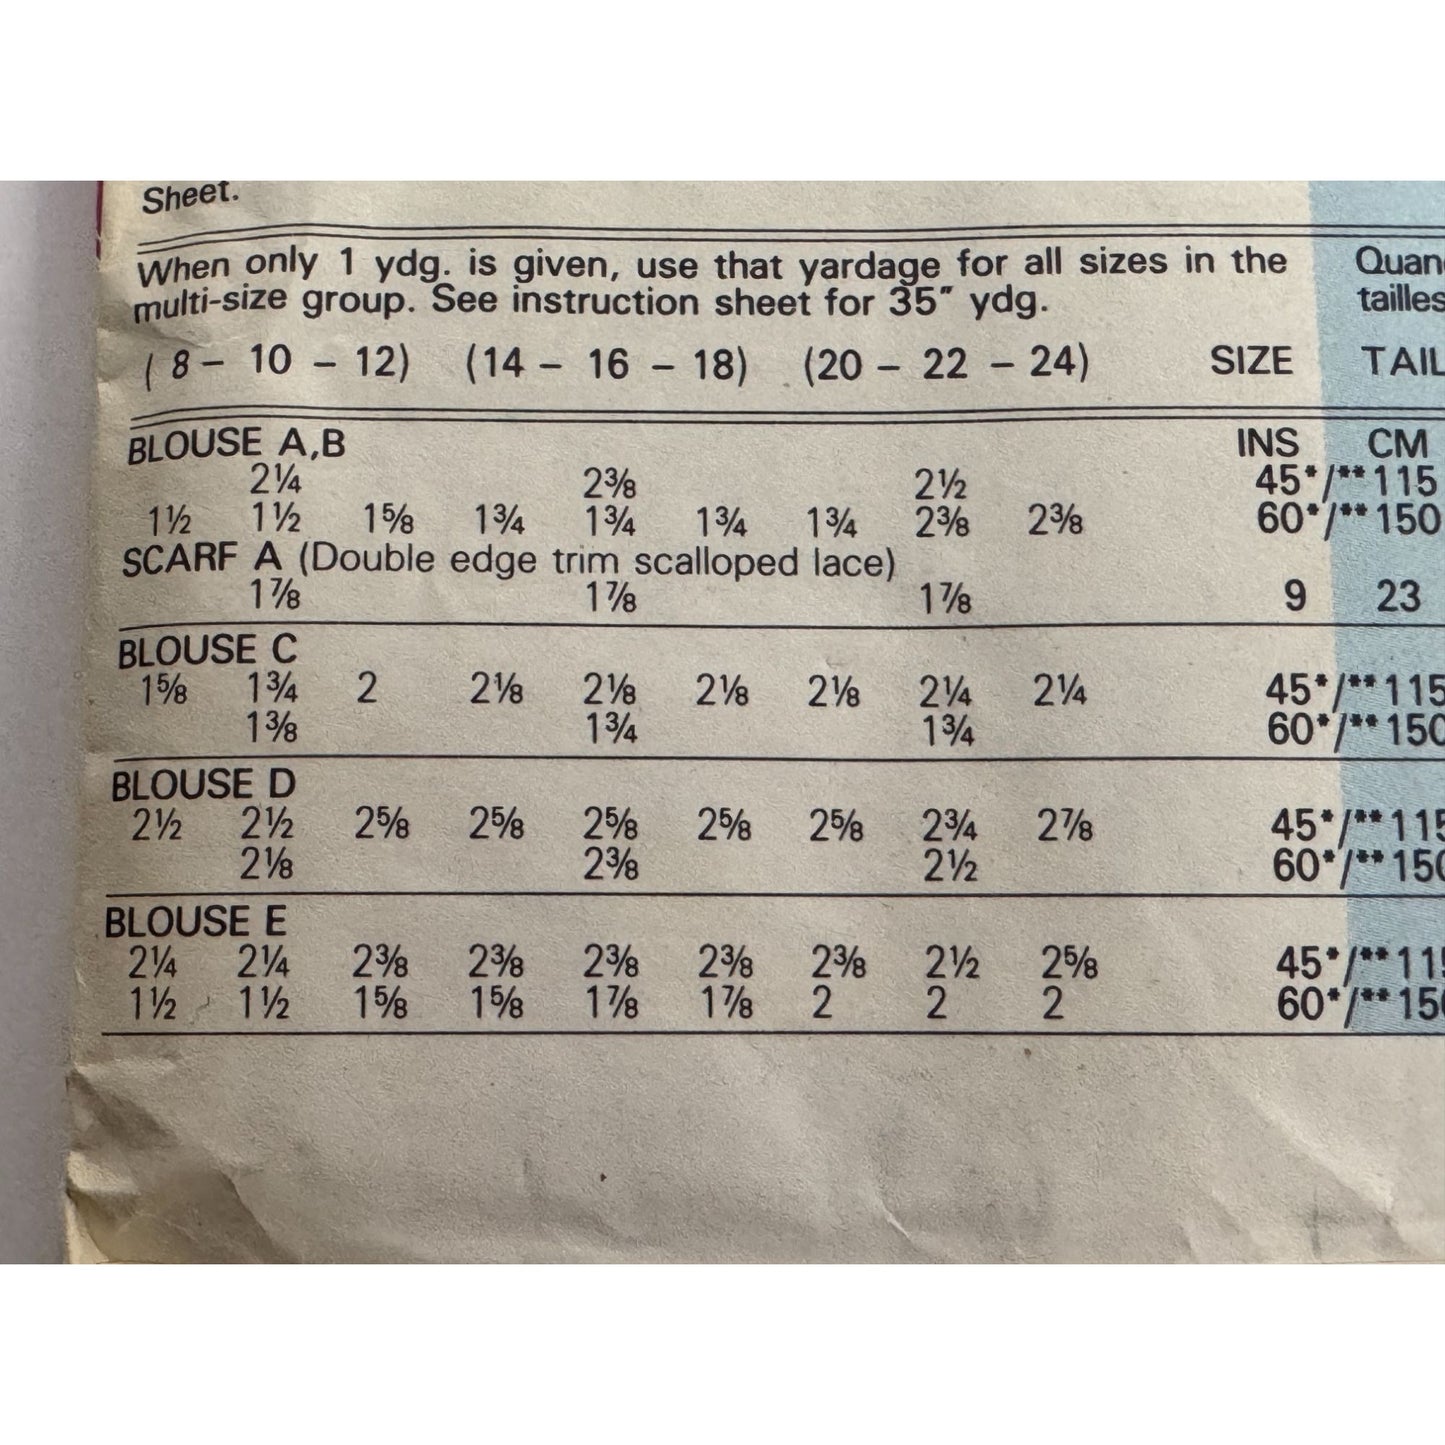 Sheet.
When only 1 ydg. is given, use that yardage for all sizes in the Quan
multi-size group. See instruction sheet for 35" ydg. tailles
( 8 – 10 – 12) (14 – 16 – 18) (20 – 22 – 24) SIZE TAIL
BLOUSE A,B INS CM
2¼ 2⅜ 2½ 45*/** 115
1½ 1½ 1⅝ 1¾ 1¾ 1¾ 1¾ 2⅜ 2⅜ 60*/** 150
SCARF A (Double edge trim scalloped lace)
1⅞ 1⅞ 1⅞ 9 23
BLOUSE C
1⅝ 1¾ 2 2⅛ 2⅛ 2⅛ 2⅛ 2¼ 2¼ 45*/** 115
1⅜ 1¾ 1¾ 60*/** 150
BLOUSE D
2½ 2½ 2⅝ 2⅝ 2⅝ 2⅝ 2⅝ 2¾ 2⅞ 45*/** 115
2⅛ 2⅜ 2½ 60*/** 150
BLOUSE E
2¼ 2¼ 2⅜ 2⅜ 2⅜ 2⅜ 2⅜ 2½ 2⅝ 45*/** 115
1½ 1½ 1⅝ 1⅝ 1⅞ 1⅞ 2 2 2 60*/** 150